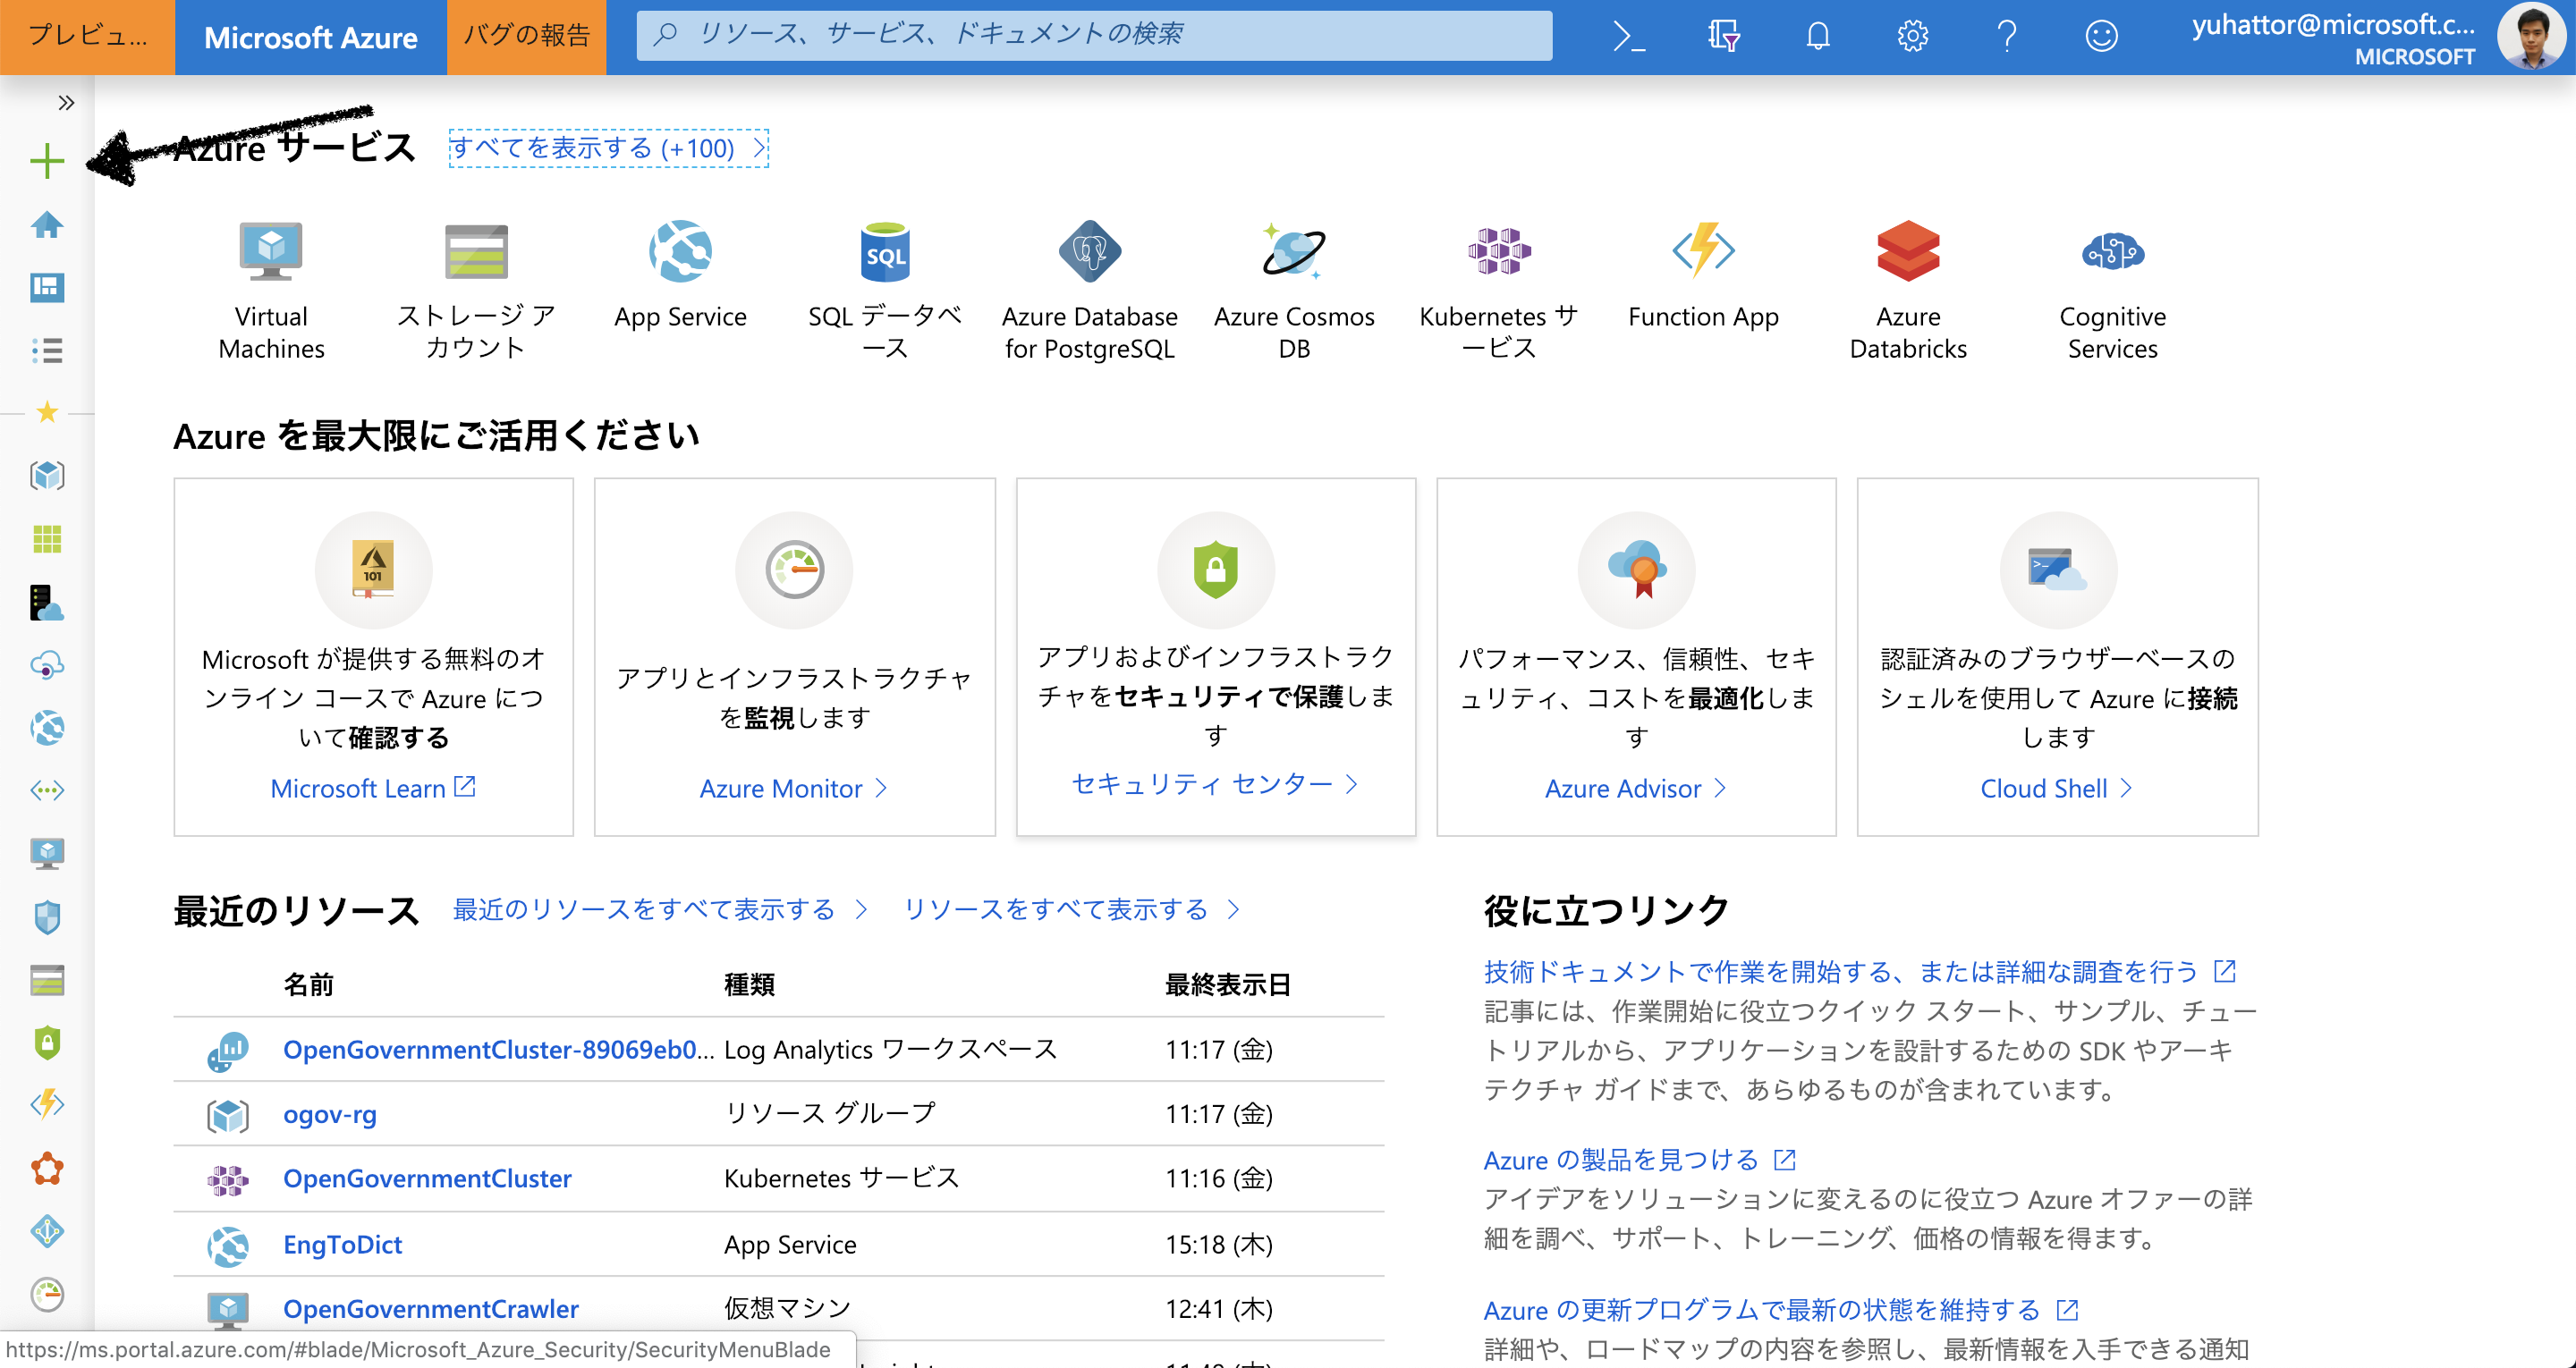 プレビュ...
Microsoft Azure
バグの報告
リソース、サービス、ドキュメントの検索
yuhattor@microsoft.c...
MICROSOFT
Azure サービス
すべてを表示する (+100)
Virtual
Machines
ストレージ ア
カウント
App Service
SQL データベ
ース
Azure Database
for PostgreSQL
Azure Cosmos
DB
Kubernetes サ
ービス
Function App
Azure
Databricks
Cognitive
Services
SQL
Azure を最大限にご活用ください
101
Microsoft が提供する無料のオ
ンライン コースで Azure につ
いて確認する
Microsoft Learn
アプリとインフラストラクチャ
を監視します
Azure Monitor
アプリおよびインフラストラク
チャをセキュリティで保護しま
す
セキュリティ センター
パフォーマンス、信頼性、セキ
ュリティ、コストを最適化しま
す
Azure Advisor
認証済みのブラウザーベースの
シェルを使用して Azure に接続
します
Cloud Shell
最近のリソース
最近のリソースをすべて表示する
リソースをすべて表示する
名前 種類 最終表示日
OpenGovernmentCluster-89069eb0... Log Analytics ワークスペース 11:17 (金)
ogov-rg リソース グループ 11:17 (金)
OpenGovernmentCluster Kubernetes サービス 11:16 (金)
EngToDict App Service 15:18 (木)
OpenGovernmentCrawler 仮想マシン 12:41 (木)
役に立つリンク
技術ドキュメントで作業を開始する、または詳細な調査を行う
記事には、作業開始に役立つクイック スタート、サンプル、チュー
トリアルから、アプリケーションを設計するための SDK やアーキ
テクチャ ガイドまで、あらゆるものが含まれています。
Azure の製品を見つける
アイデアをソリューションに変えるのに役立つ Azure オファーの詳
細を調べ、サポート、トレーニング、価格の情報を得ます。
Azure の更新プログラムで最新の状態を維持する
詳細や、ロードマップの内容を参照し、最新情報を入手できる通知
https://ms.portal.azure.com/#blade/Microsoft_Azure_Security/SecurityMenuBlade